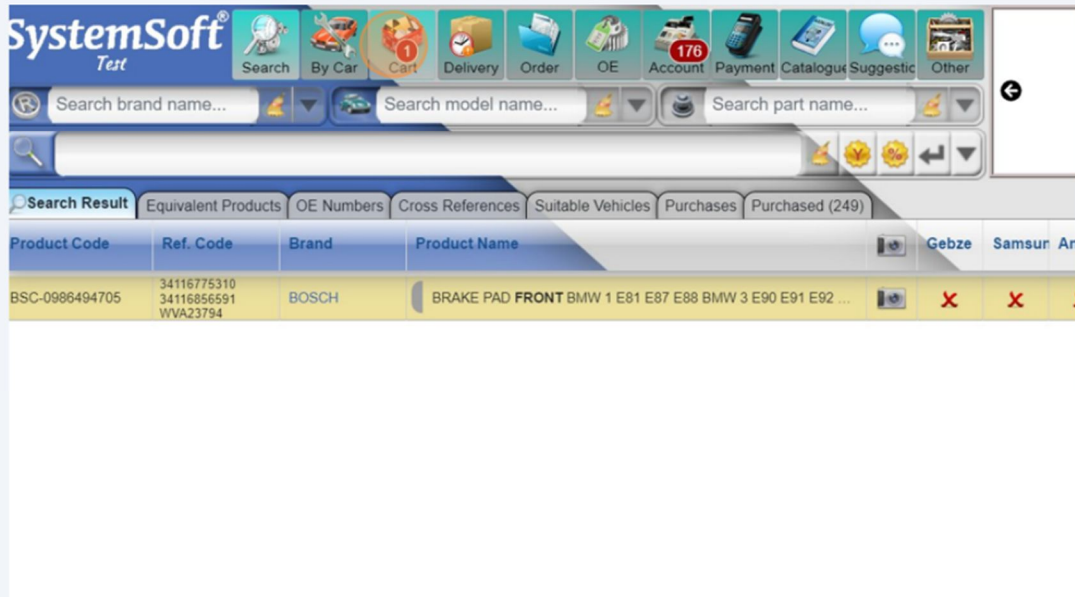 SystemSoft®
Test
Search
By Car
1
Cart
Delivery
Order
OE
176
Account
Payment
Catalogue
Suggestic
Other
Search brand name...
Search model name...
Search part name...
Search Result
Equivalent Products
OE Numbers
Cross References
Suitable Vehicles
Purchases
Purchased (249)
Product Code
Ref. Code
Brand
Product Name
Gebze
Samsur
Ar
BSC-0986494705
34116775310
34116856591
WVA23794
BOSCH
BRAKE PAD FRONT BMW 1 E81 E87 E88 BMW 3 E90 E91 E92 ...